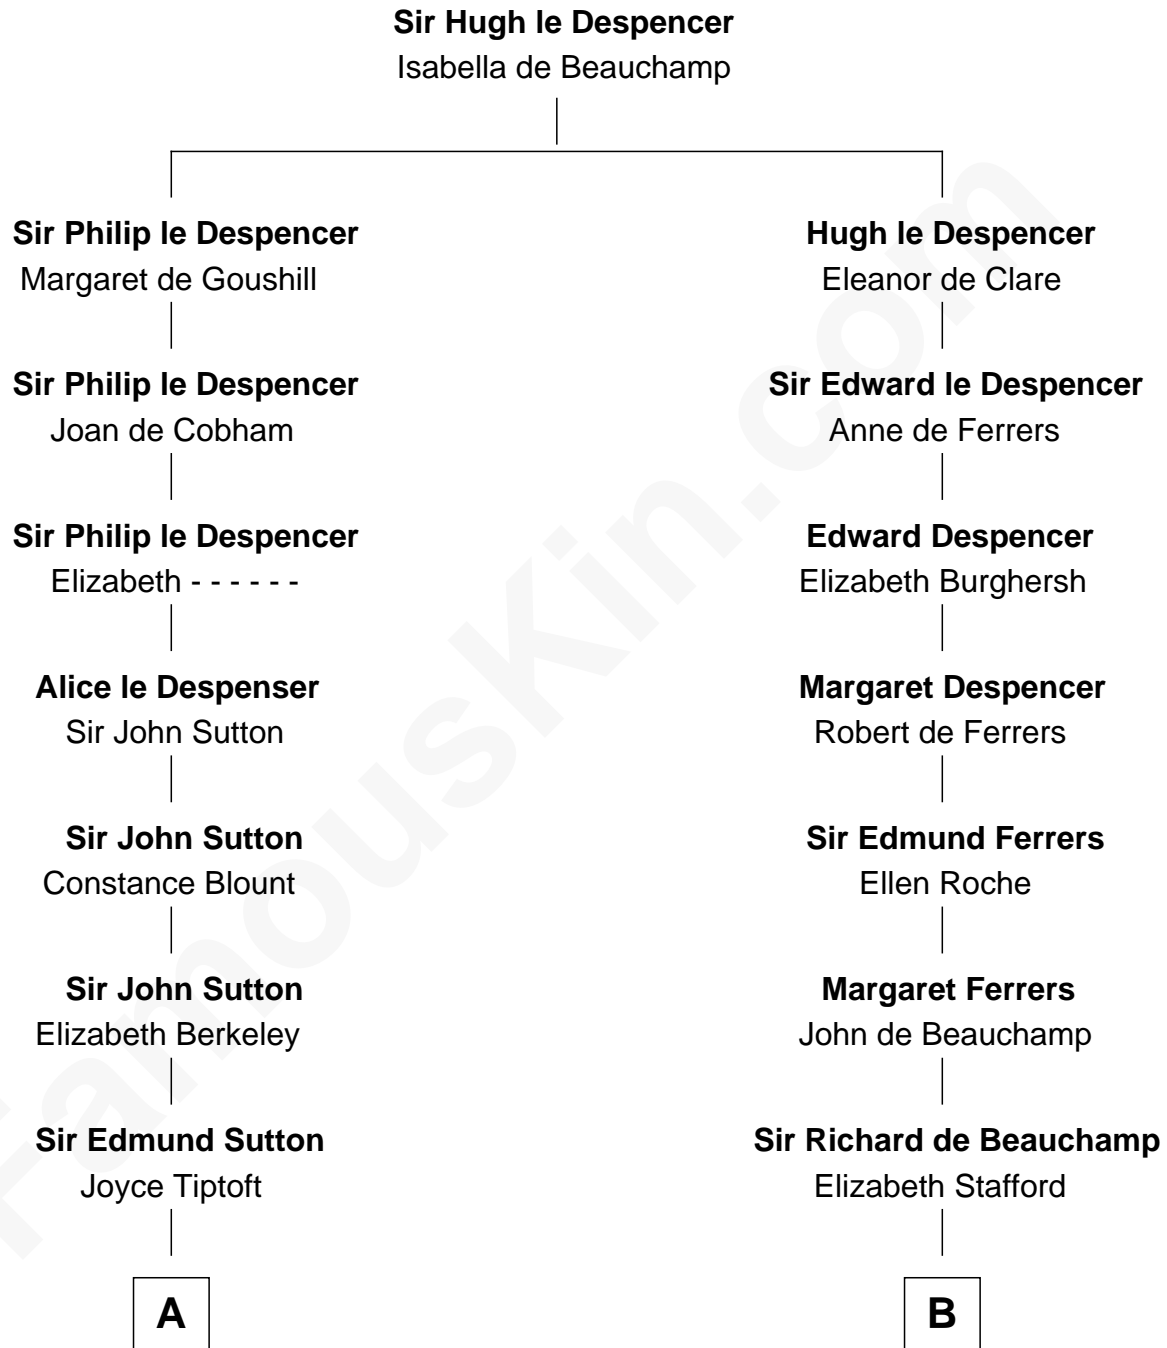 Sir Hugh le Despencer
Isabella de Beauchamp
Sir Philip le Despencer
Margaret de Goushill
Hugh le Despencer
Eleanor de Clare
Sir Philip le Despencer
Joan de Cobham
Sir Edward le Despencer
Anne de Ferrers
Sir Philip le Despencer
Elizabeth - - - - - -
Edward Despencer
Elizabeth Burghersh
Alice le Despenser
Sir John Sutton
Margaret Despencer
Robert de Ferrers
Sir John Sutton
Constance Blount
Sir Edmund Ferrers
Ellen Roche
Sir John Sutton
Elizabeth Berkeley
Margaret Ferrers
John de Beauchamp
Sir Edmund Sutton
Joyce Tiptoft
Sir Richard de Beauchamp
Elizabeth Stafford
A
B
FamousKin.com